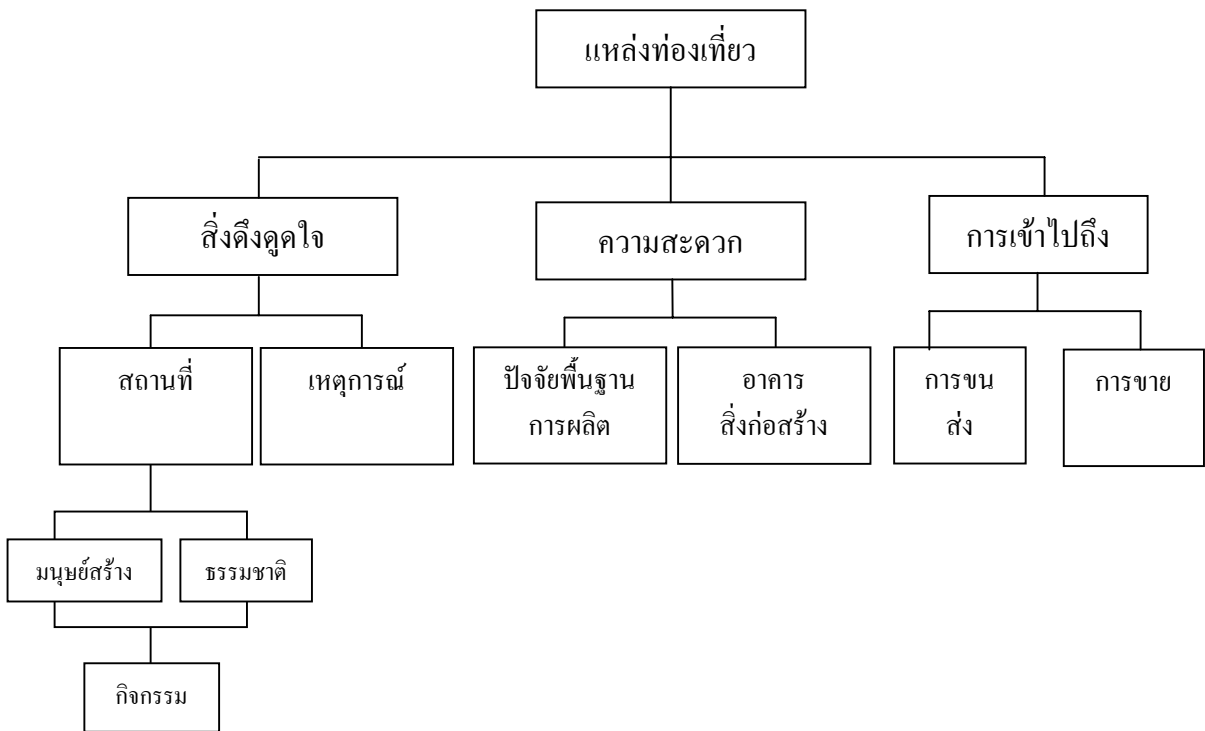 แหล่งท่องเที่ยว
สิ่งดึงดูดใจ
ความสะดวก
การเข้าไปถึง
สถานที่
เหตุการณ์
ปัจจัยพื้นฐาน
การผลิต
อาคาร
สิ่งก่อสร้าง
การขน
ส่ง
การขาย
มนุษย์สร้าง
ธรรมชาติ
กิจกรรม